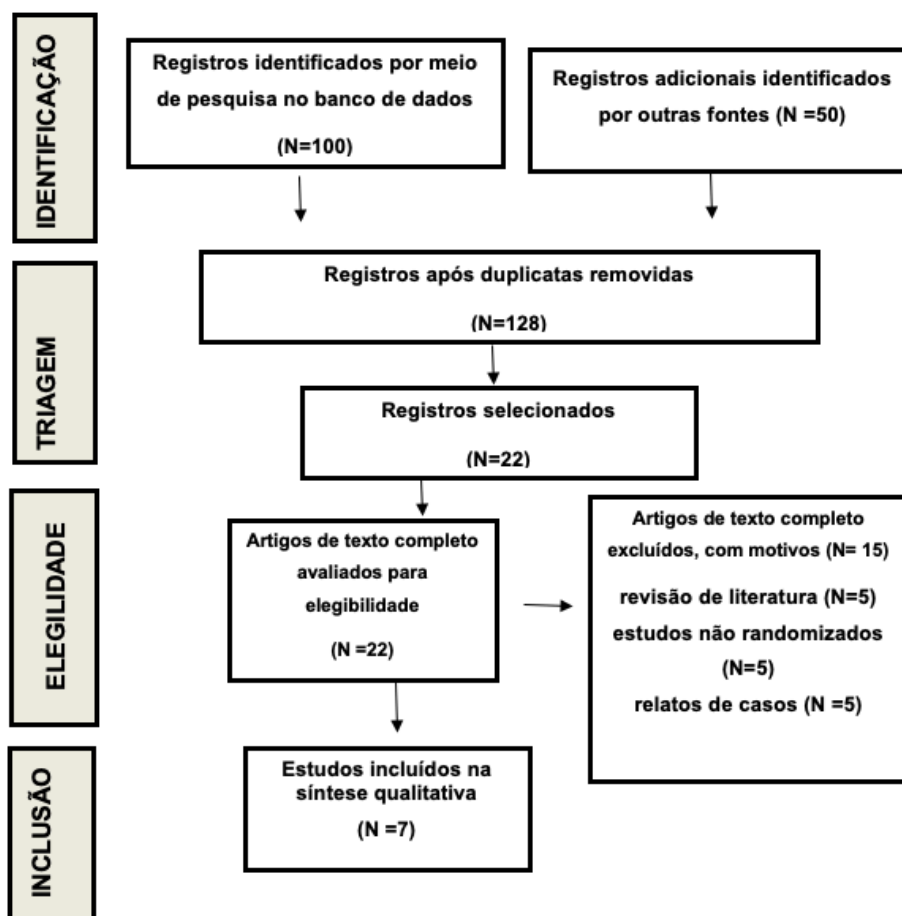 IDENTIFICAÇÃO
Registros identificados por meio
de pesquisa no banco de dados
(N=100)
Registros adicionais identificados
por outras fontes (N =50)
TRIAGEM
Registros após duplicatas removidas
(N=128)
Registros selecionados
(N=22)
ELEGILIDADE
Artigos de texto completo
avaliados para
elegibilidade
(N =22)
Artigos de texto completo
excluídos, com motivos (N= 15)
revisão de literatura (N=5)
estudos não randomizados
(N=5)
relatos de casos (N =5)
INCLUSÃO
Estudos incluídos na
síntese qualitativa
(N =7)